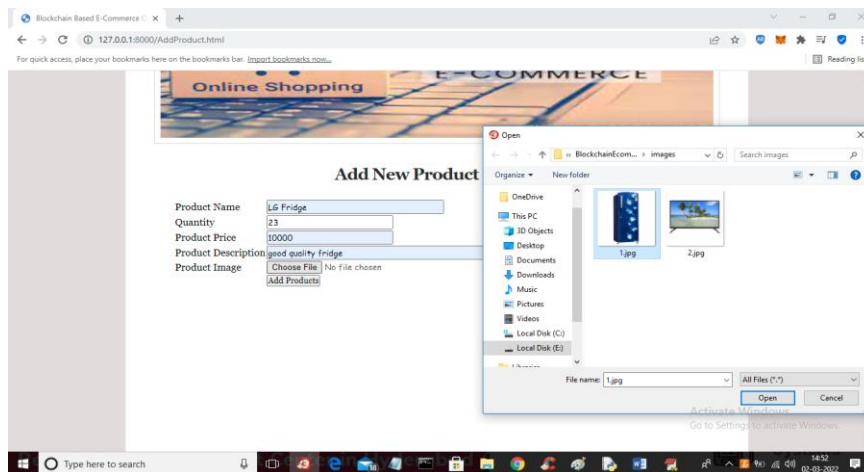 Blockchain Based E-Commerce
127.0.0.1:8000/AddProduct.html
For quick access, place your bookmarks here on the bookmarks bar. Import bookmarks now...
Reading lis
E-COMMERCE
Online Shopping
Add New Product
Product Name LG Fridge
Quantity 23
Product Price 10000
Product Description good quality fridge
Product Image Choose File No file chosen
Add Products
Open
« BlockchainEcom... › images
Search images
Organize
New folder
OneDrive
This PC
3D Objects
Desktop
Documents
Downloads
Music
Pictures
Videos
Local Disk (C:)
Local Disk (E:)
1.jpg
2.jpg
File name: 1.jpg
All Files (*.*)
Open
Cancel
Activate Windows
Go to Settings to activate Windows.
Type here to search
14:52
02-03-2022